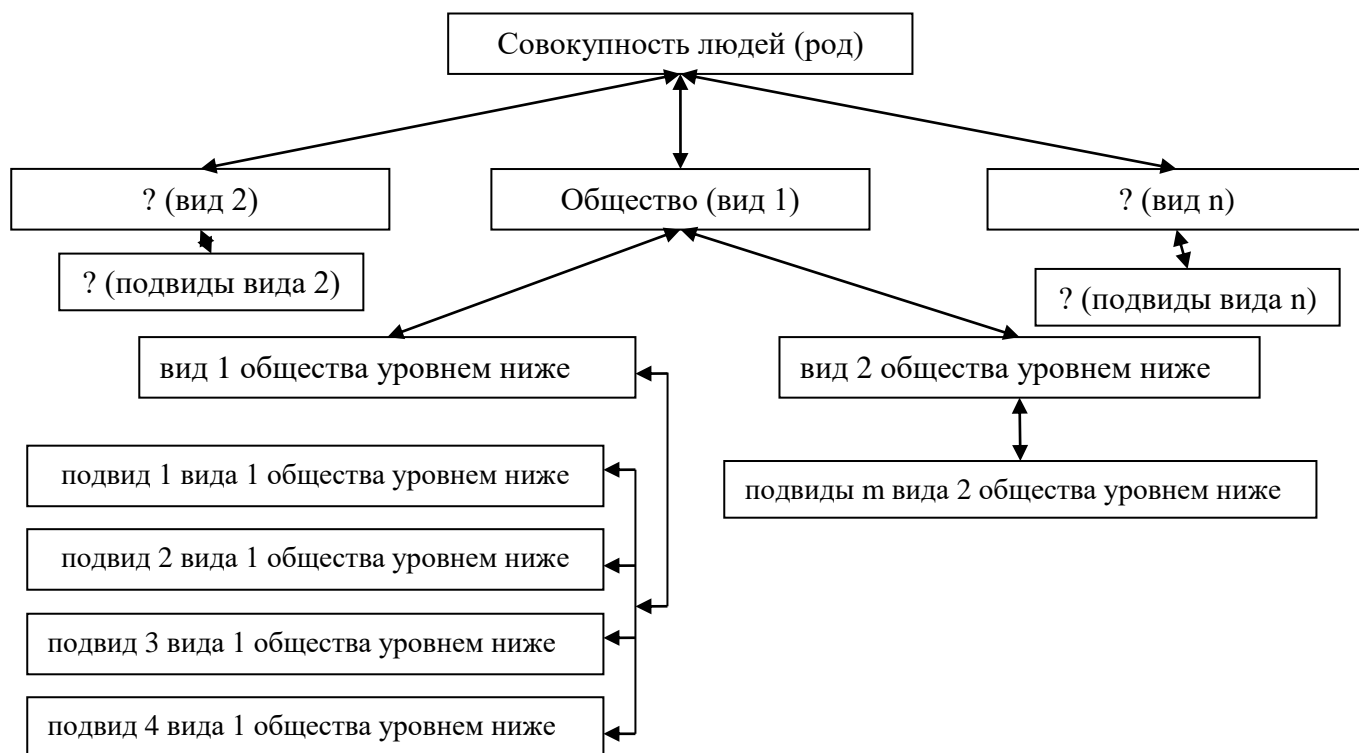 Совокупность людей (род)
? (вид 2)
Общество (вид 1)
? (вид n)
? (подвиды вида 2)
? (подвиды вида n)
вид 1 общества уровнем ниже
вид 2 общества уровнем ниже
подвид 1 вида 1 общества уровнем ниже
подвиды m вида 2 общества уровнем ниже
подвид 2 вида 1 общества уровнем ниже
подвид 3 вида 1 общества уровнем ниже
подвид 4 вида 1 общества уровнем ниже